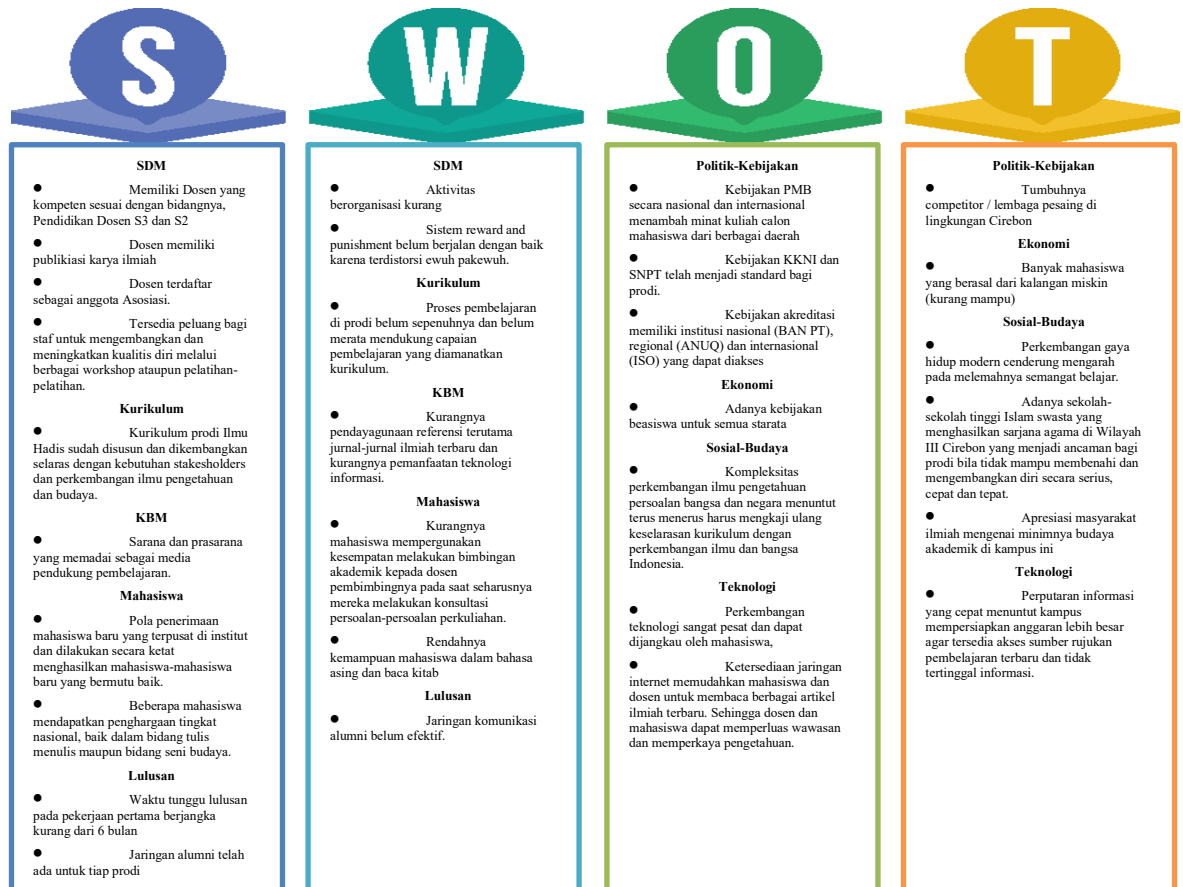 S
SDM
● Memiliki Dosen yang
kompeten sesuai dengan bidangnya,
Pendidikan Dosen S3 dan S2
● Dosen memiliki
publikiasi karya ilmiah
● Dosen terdaftar
sebagai anggota Asosiasi.
● Tersedia peluang bagi
staf untuk mengembangkan dan
meningkatkan kualitis diri melalui
berbagai workshop ataupun pelatihan-
pelatihan.
Kurikulum
● Kurikulum prodi Ilmu
Hadis sudah disusun dan dikembangkan
selaras dengan kebutuhan stakesholders
dan perkembangan ilmu pengetahuan
dan budaya.
KBM
● Sarana dan prasarana
yang memadai sebagai media
pendukung pembelajaran.
Mahasiswa
● Pola penerimaan
mahasiswa baru yang terpusat di institut
dan dilakukan secara ketat
menghasilkan mahasiswa-mahasiswa
baru yang bermutu baik.
● Beberapa mahasiswa
mendapatkan penghargaan tingkat
nasional, baik dalam bidang tulis
menulis maupun bidang seni budaya.
Lulusan
● Waktu tunggu lulusan
pada pekerjaan pertama berjangka
kurang dari 6 bulan
● Jaringan alumni telah
ada untuk tiap prodi
W
SDM
● Aktivitas
berorganisasi kurang
● Sistem reward and
punishment belum berjalan dengan baik
karena terdistorsi ewuh pakewuh.
Kurikulum
● Proses pembelajaran
di prodi belum sepenuhnya dan belum
merata mendukung capaian
pembelajaran yang diamanatkan
kurikulum.
KBM
● Kurangnya
pendayagunaan referensi terutama
jurnal-jurnal ilmiah terbaru dan
kurangnya pemanfaatan teknologi
informasi.
Mahasiswa
● Kurangnya
mahasiswa mempergunakan
kesempatan melakukan bimbingan
akademik kepada dosen
pembimbingnya pada saat seharusnya
mereka melakukan konsultasi
persoalan-persoalan perkuliahan.
● Rendahnya
kemampuan mahasiswa dalam bahasa
asing dan baca kitab
Lulusan
● Jaringan komunikasi
alumni belum efektif.
O
Politik-Kebijakan
● Kebijakan PMB
secara nasional dan internasional
menambah minat kuliah calon
mahasiswa dari berbagai daerah
● Kebijakan KKNI dan
SNPT telah menjadi standard bagi
prodi.
● Kebijakan akreditasi
memiliki institusi nasional (BAN PT),
regional (ANUQ) dan internasional
(ISO) yang dapat diakses
Ekonomi
● Adanya kebijakan
beasiswa untuk semua starata
Sosial-Budaya
● Kompleksitas
perkembangan ilmu pengetahuan
persoalan bangsa dan negara menuntut
terus menerus harus mengkaji ulang
keselarasan kurikulum dengan
perkembangan ilmu dan bangsa
Indonesia.
Teknologi
● Perkembangan
teknologi sangat pesat dan dapat
dijangkau oleh mahasiswa,
● Ketersediaan jaringan
internet memudahkan mahasiswa dan
dosen untuk membaca berbagai artikel
ilmiah terbaru. Sehingga dosen dan
mahasiswa dapat memperluas wawasan
dan memperkaya pengetahuan.
T
Politik-Kebijakan
● Tumbuhnya
competitor / lembaga pesaing di
lingkungan Cirebon
Ekonomi
● Banyak mahasiswa
yang berasal dari kalangan miskin
(kurang mampu)
Sosial-Budaya
● Perkembangan gaya
hidup modern cenderung mengarah
pada melemahnya semangat belajar.
● Adanya sekolah-
sekolah tinggi Islam swasta yang
menghasilkan sarjana agama di Wilayah
III Cirebon yang menjadi ancaman bagi
prodi bila tidak mampu membenahi dan
mengembangkan diri secara serius,
cepat dan tepat.
● Apresiasi masyarakat
ilmiah mengenai minimnya budaya
akademik di kampus ini
Teknologi
● Perputaran informasi
yang cepat menuntut kampus
mempersiapkan anggaran lebih besar
agar tersedia akses sumber rujukan
pembelajaran terbaru dan tidak
tertinggal informasi.